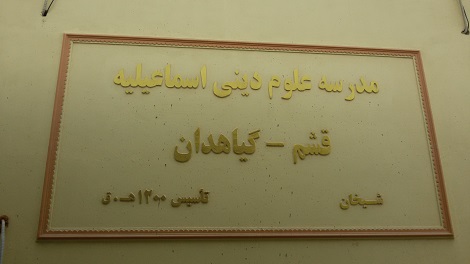 مدرسه علوم دینی اسماعیلیه
قشم - گیاهدان
شیخان تأسیس ۱۲۰۰ هـ.ق